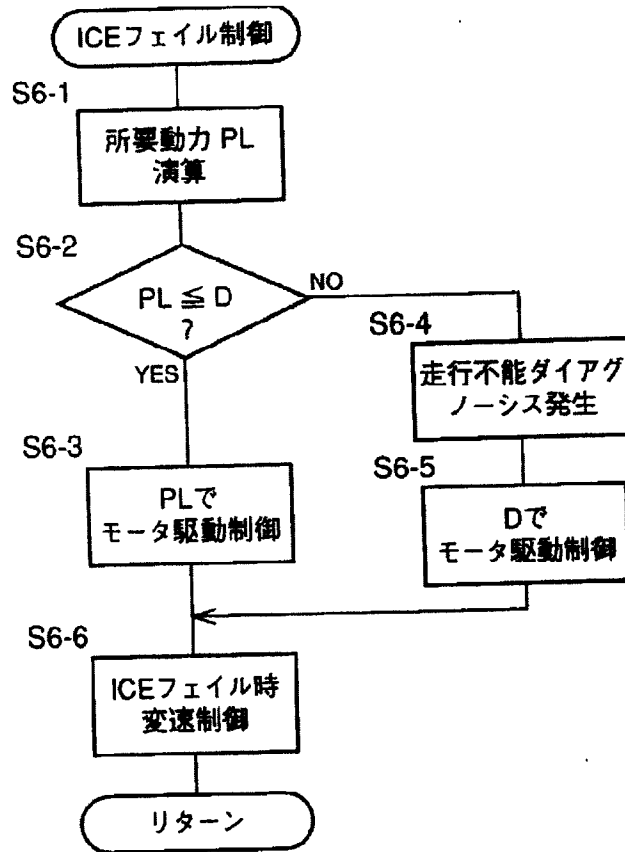 ICEフェイル制御
S6-1
所要動力 PL
演算
S6-2
PL ≦ D
?
NO
YES
S6-4
走行不能ダイアグ
ノーシス発生
S6-3
PLで
モータ駆動制御
S6-5
Dで
モータ駆動制御
S6-6
ICEフェイル時
変速制御
リターン